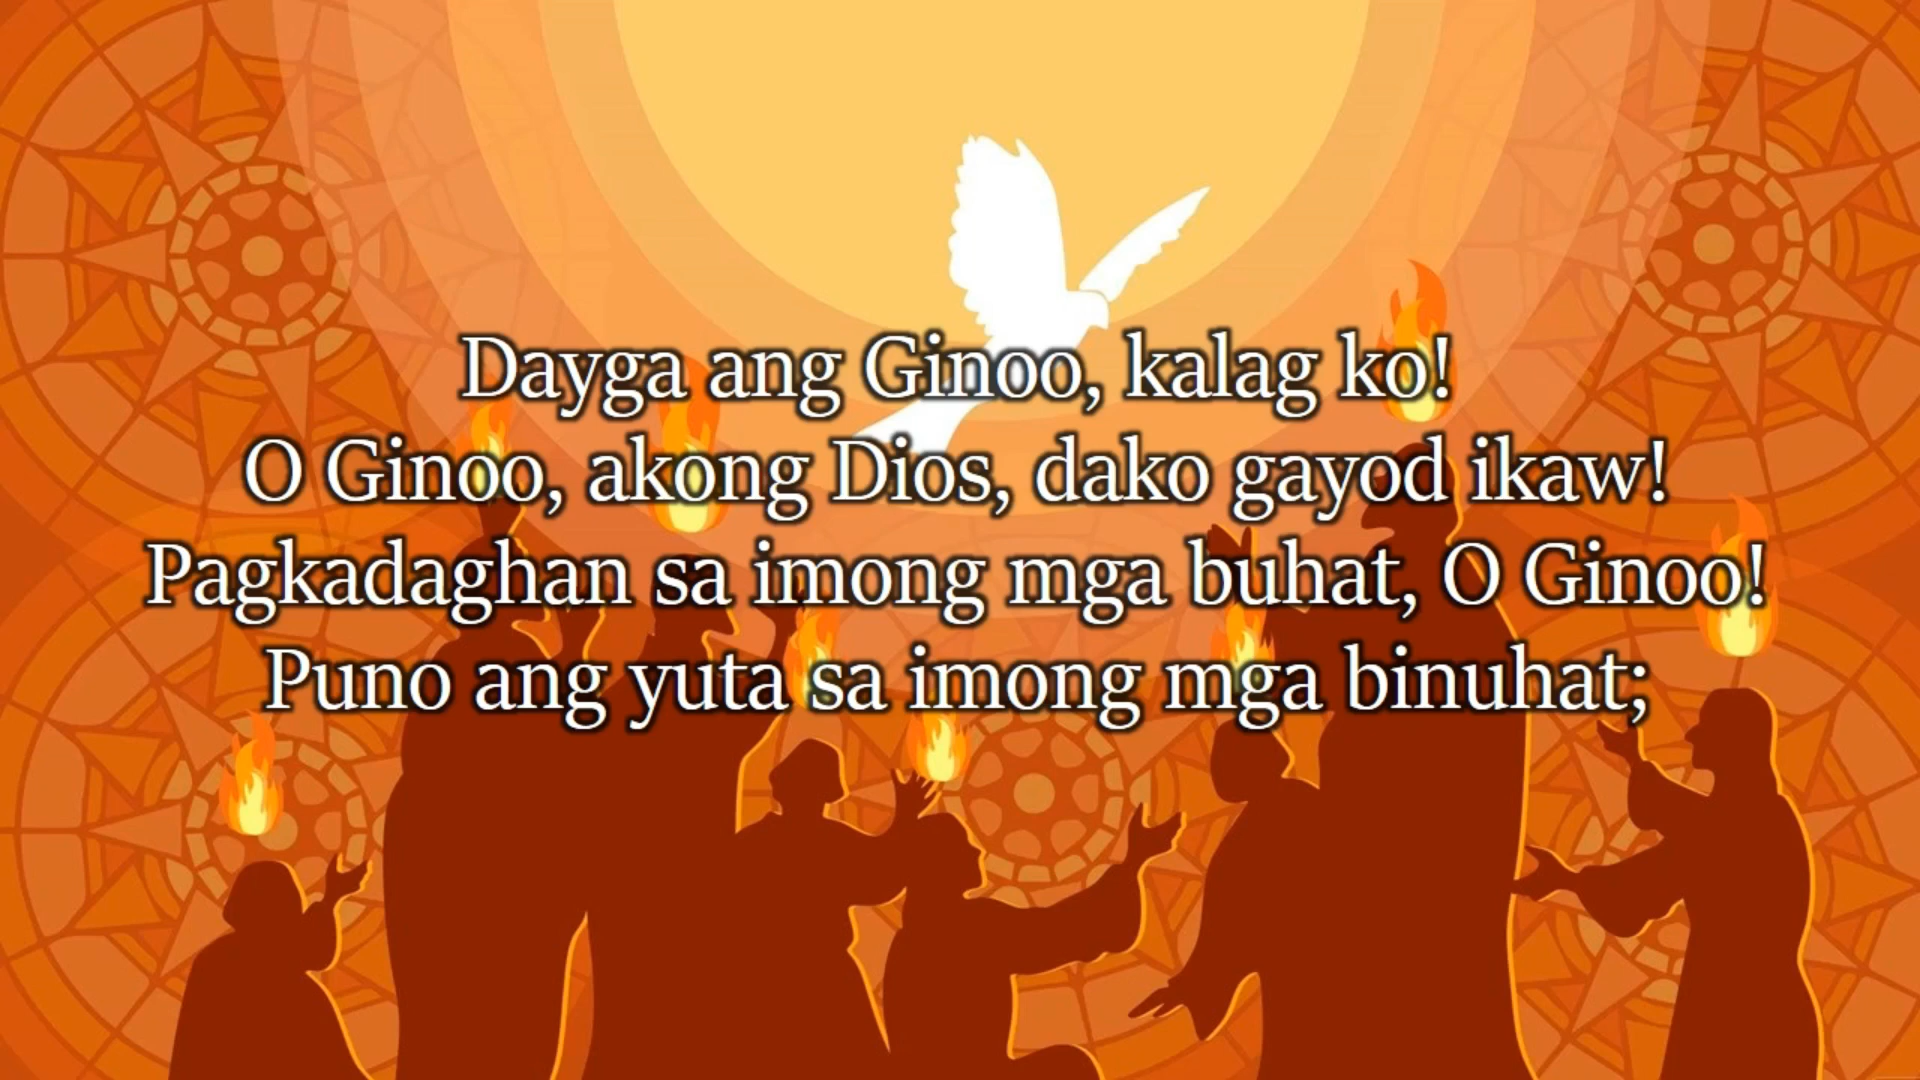 Dayga ang Ginoo, kalag ko!
O Ginoo, akong Dios, dako gayod ikaw!
Pagkadaghan sa imong mga buhat, O Ginoo!
Puno ang yuta sa imong mga binuhat;